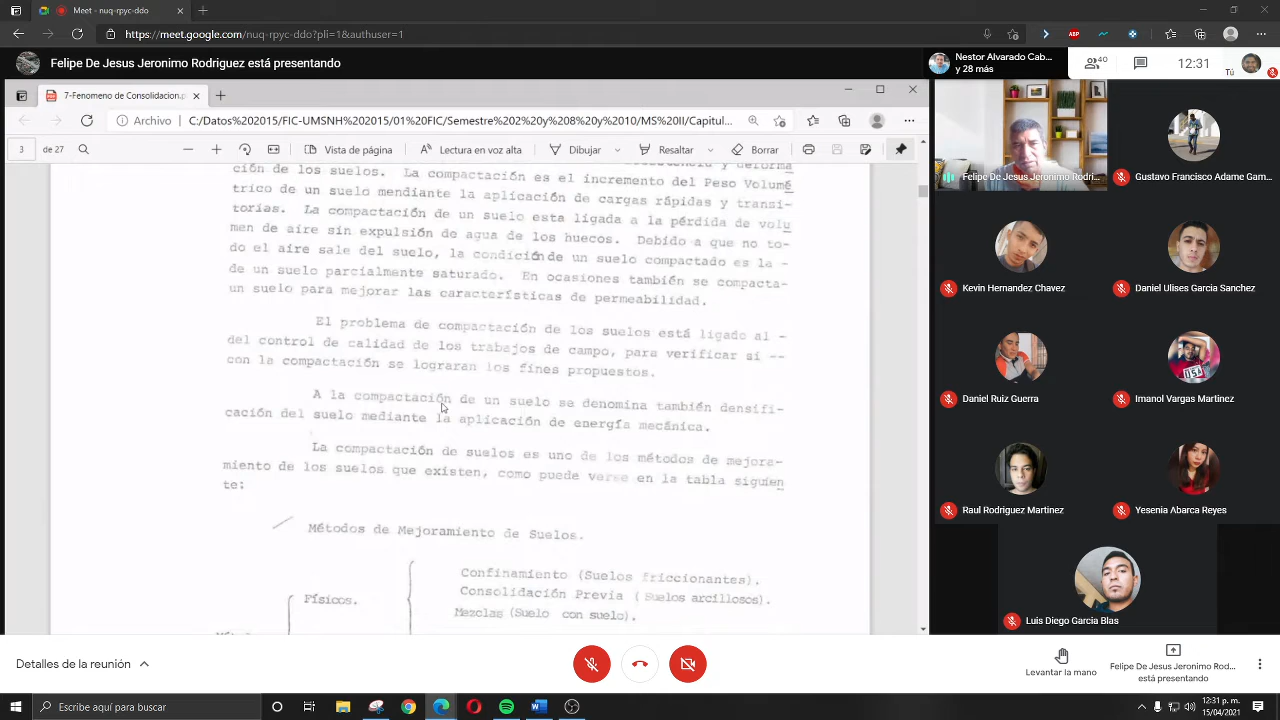 Meet - nuq-rpyc-ddo
https://meet.google.com/nuq-rpyc-ddo?pli=1&authuser=1
Felipe De Jesus Jeronimo Rodriguez está presentando
Nestor Alvarado Cab...
y 28 más
40
12:31
Tú
7-Fenomeno de Consolidacion.p
Archivo
C:/Datos%202015/FIC-UMSNH%202015/01%20FIC/Semestre%202%20y%208%20y%2010/MS%20II/Capitul...
3 de 27
Vista de página
Lectura en voz alta
Dibujar
Resaltar
Borrar
y deforma
ción de los suelos. La compactación es el incremento del Peso Volumé
trico de un suelo mediante la aplicación de cargas rápidas y transi-
torias. La compactación de un suelo esta ligada a la pérdida de volu
men de aire sin expulsión de agua de los huecos. Debido a que no to-
do el aire sale del suelo, la condición de un suelo compactado es la -
de un suelo parcialmente saturado. En ocasiones también se compacta-
un suelo para mejorar las características de permeabilidad.
El problema de compactación de los suelos está ligado al -
del control de calidad de los trabajos de campo, para verificar si --
con la compactación se lograran los fines propuestos.
A la compactación de un suelo se denomina también densifi-
cación del suelo mediante la aplicación de energía mecánica.
La compactación de suelos es uno de los métodos de mejora-
miento de los suelos que existen, como puede verse en la tabla siguien
te:
Métodos de Mejoramiento de Suelos.
Confinamiento (Suelos friccionantes).
Físicos.
Consolidación Previa (Suelos arcillosos).
Mezclas (Suelo con suelo).
Felipe De Jesus Jeronimo Rodri...
Gustavo Francisco Adame Gam...
Kevin Hernandez Chavez
Daniel Ulises Garcia Sanchez
Daniel Ruiz Guerra
Imanol Vargas Martinez
USA
Raul Rodriguez Martinez
Yesenia Abarca Reyes
Luis Diego Garcia Blas
Detalles de la reunión
Levantar la mano
Felipe De Jesus Jeronimo Rod...
está presentando
Escribe aquí para buscar
12:31 p. m.
15/04/2021